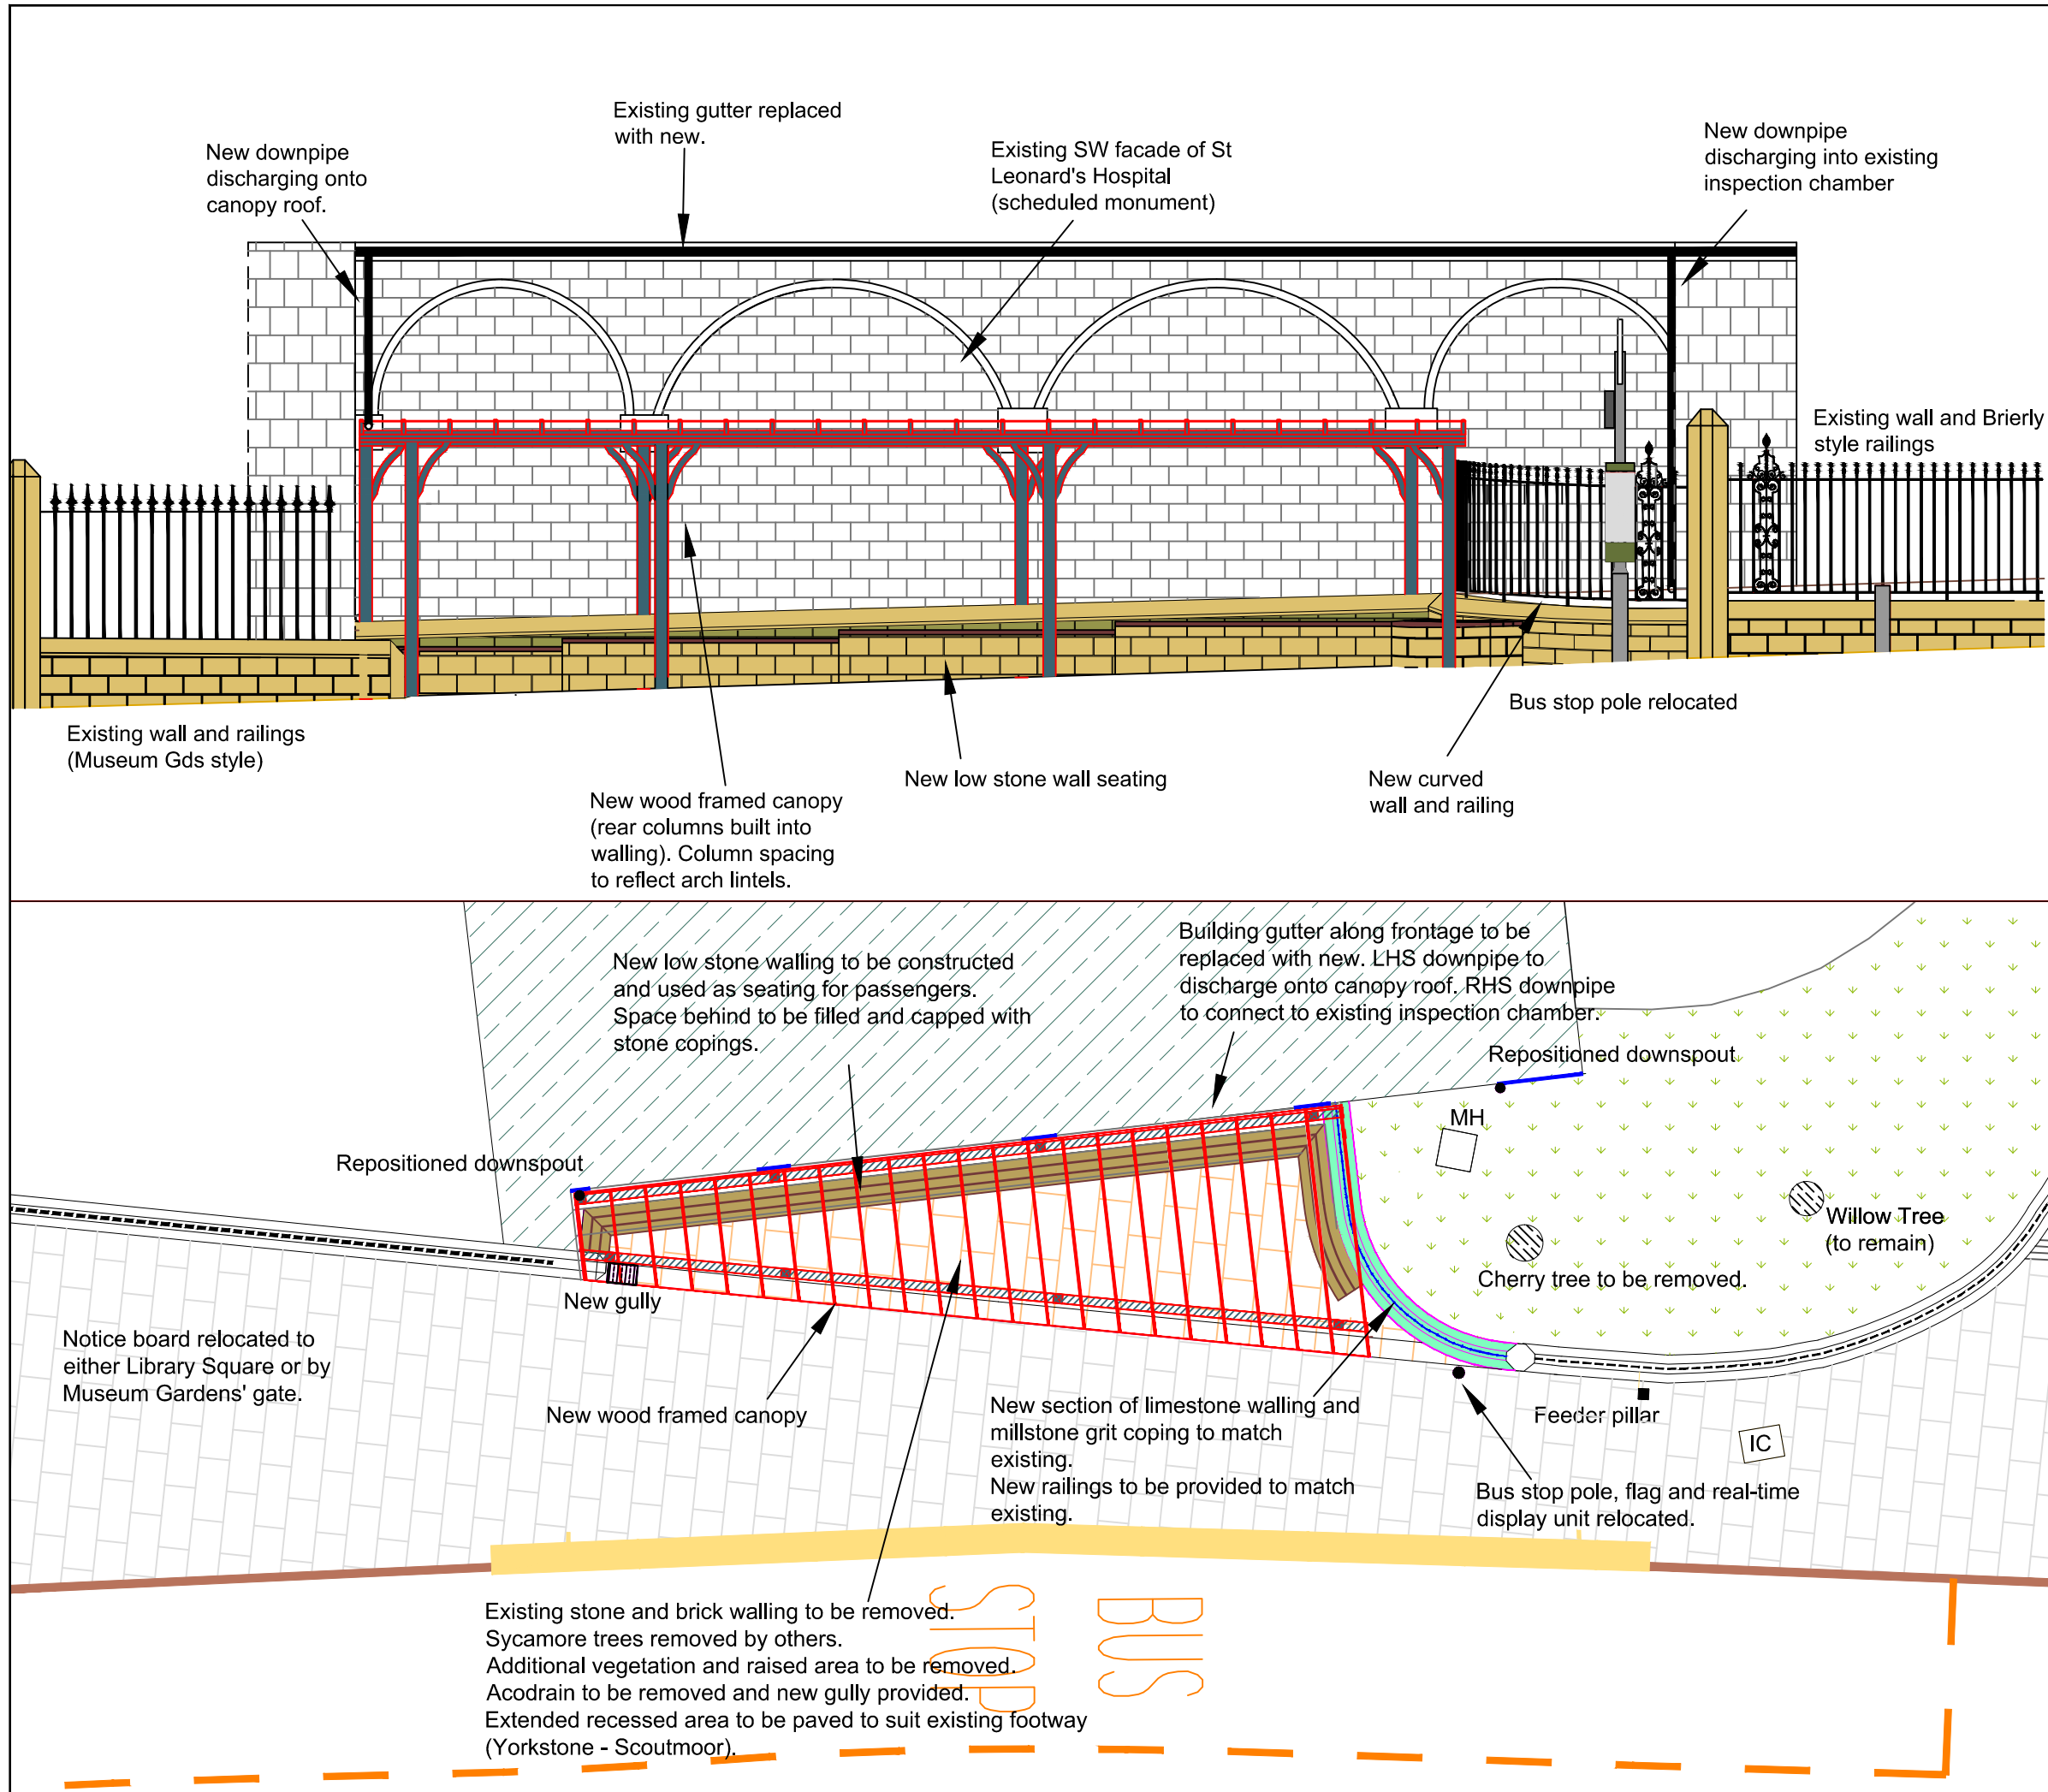 Existing gutter replaced
with new.
New downpipe
discharging onto
canopy roof.
Existing SW facade of St
Leonard's Hospital
(scheduled monument)
New downpipe
discharging into existing
inspection chamber
Existing wall and Brierly
style railings
Existing wall and railings
(Museum Gds style)
New wood framed canopy
(rear columns built into
walling). Column spacing
to reflect arch lintels.
New low stone wall seating
New curved
wall and railing
Bus stop pole relocated
New low stone walling to be constructed
and used as seating for passengers.
Space behind to be filled and capped with
stone copings.
Building gutter along frontage to be
replaced with new. LHS downpipe to
discharge onto canopy roof. RHS downpipe
to connect to existing inspection chamber.
Repositioned downspout
MH
Repositioned downspout
Willow Tree
(to remain)
Cherry tree to be removed.
New gully
Notice board relocated to
either Library Square or by
Museum Gardens' gate.
New wood framed canopy
New section of limestone walling and
millstone grit coping to match
existing.
New railings to be provided to match
existing.
Feeder pillar
IC
Bus stop pole, flag and real-time
display unit relocated.
Existing stone and brick walling to be removed.
Sycamore trees removed by others.
Additional vegetation and raised area to be removed.
Acodrain to be removed and new gully provided.
Extended recessed area to be paved to suit existing footway
(Yorkstone - Scoutmoor).
BUS
STOP